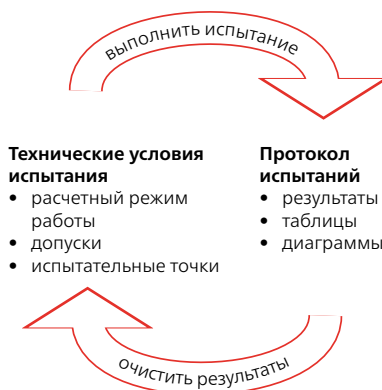 выполнить испытание
Технические условия
испытания
• расчетный режим
работы
• допуски
• испытательные точки
Протокол
испытаний
• результаты
• таблицы
• диаграммы
очистить результаты